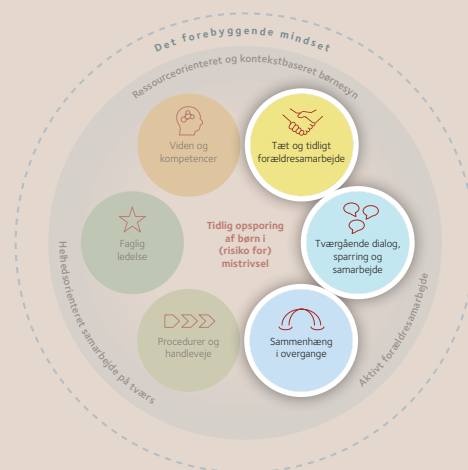 Det forebyggende mindset
Ressourceorienteret og kontekstbaseret børnesyn
Viden og
kompetencer
Tæt og tidligt
forældresamarbejde
Faglig
ledelse
Tidlig opsporing
af børn i
(risiko for)
mistrivsel
Tværgående dialog,
sparring og
samarbejde
Procedurer og
handleveje
Sammenhæng
i overgange
Helhedsorienteret samarbejde på tværs
Aktivt forældresamarbejde